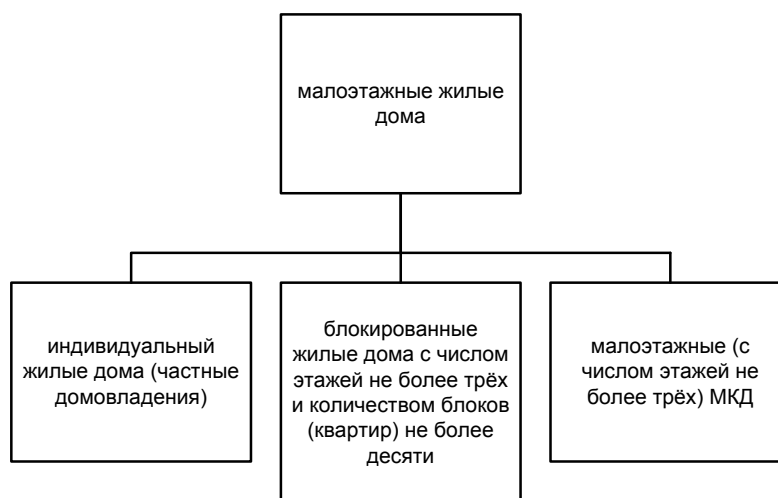 малоэтажные жилые
дома
индивидуальный
жилые дома (частные
домовладения)
блокированные
жилые дома с числом
этажей не более трёх
и количеством блоков
(квартир) не более
десяти
малоэтажные (с
числом этажей не
более трёх) МКД